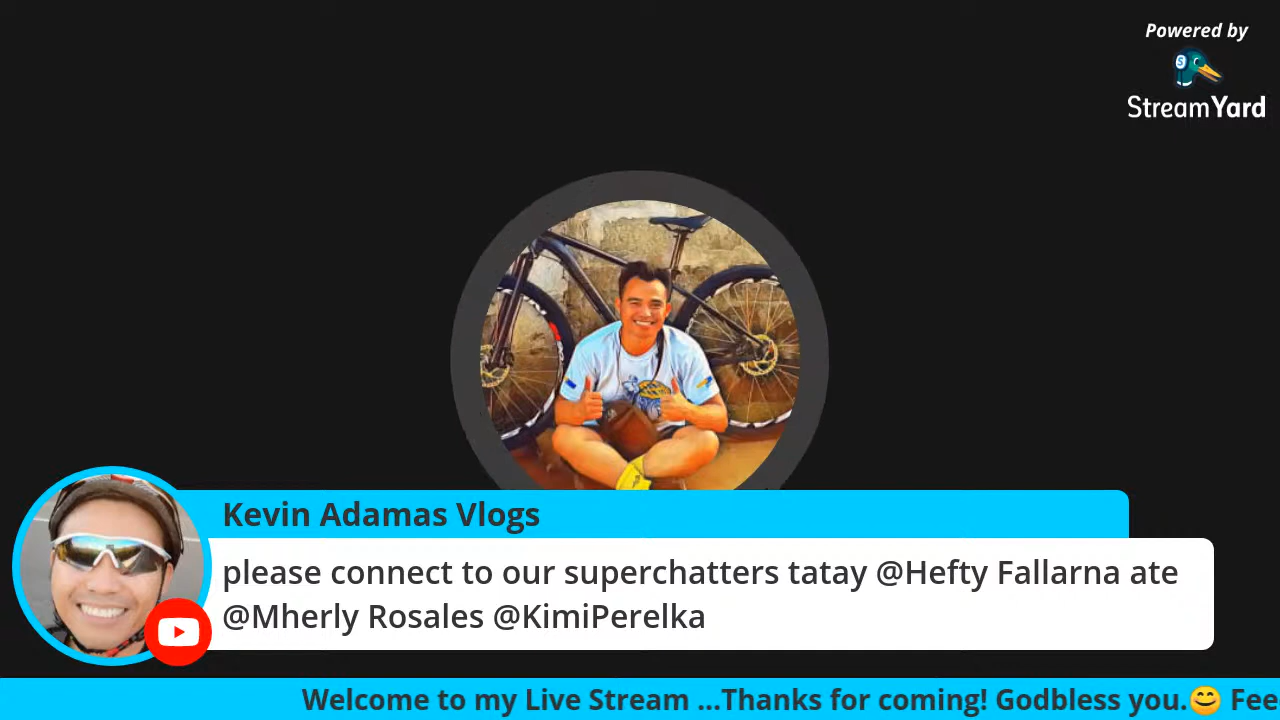 Powered by
StreamYard
Kevin Adamas Vlogs
please connect to our superchatters tatay @Hefty Fallarna ate
@Mherly Rosales @KimiPerelka
Welcome to my Live Stream ...Thanks for coming! Godbless you.😊 Fee